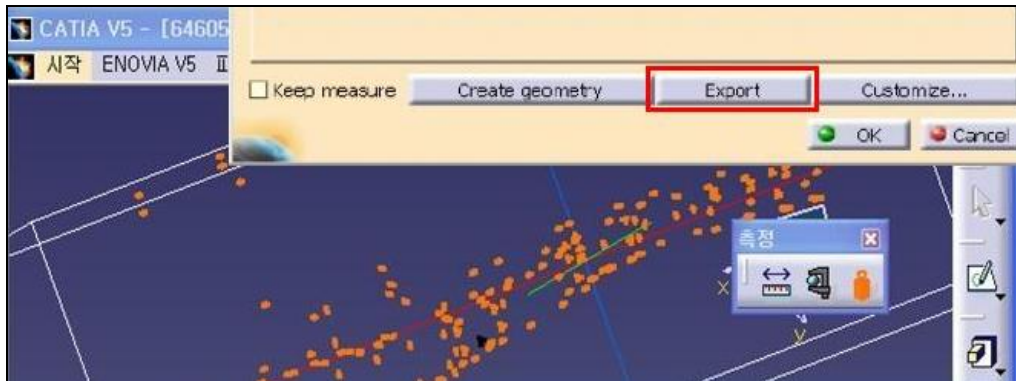 CATIA V5 - [64605
시작 ENOVIA V5
Keep measure Create geometry Export Customize...
OK Cancel
측정
x
y